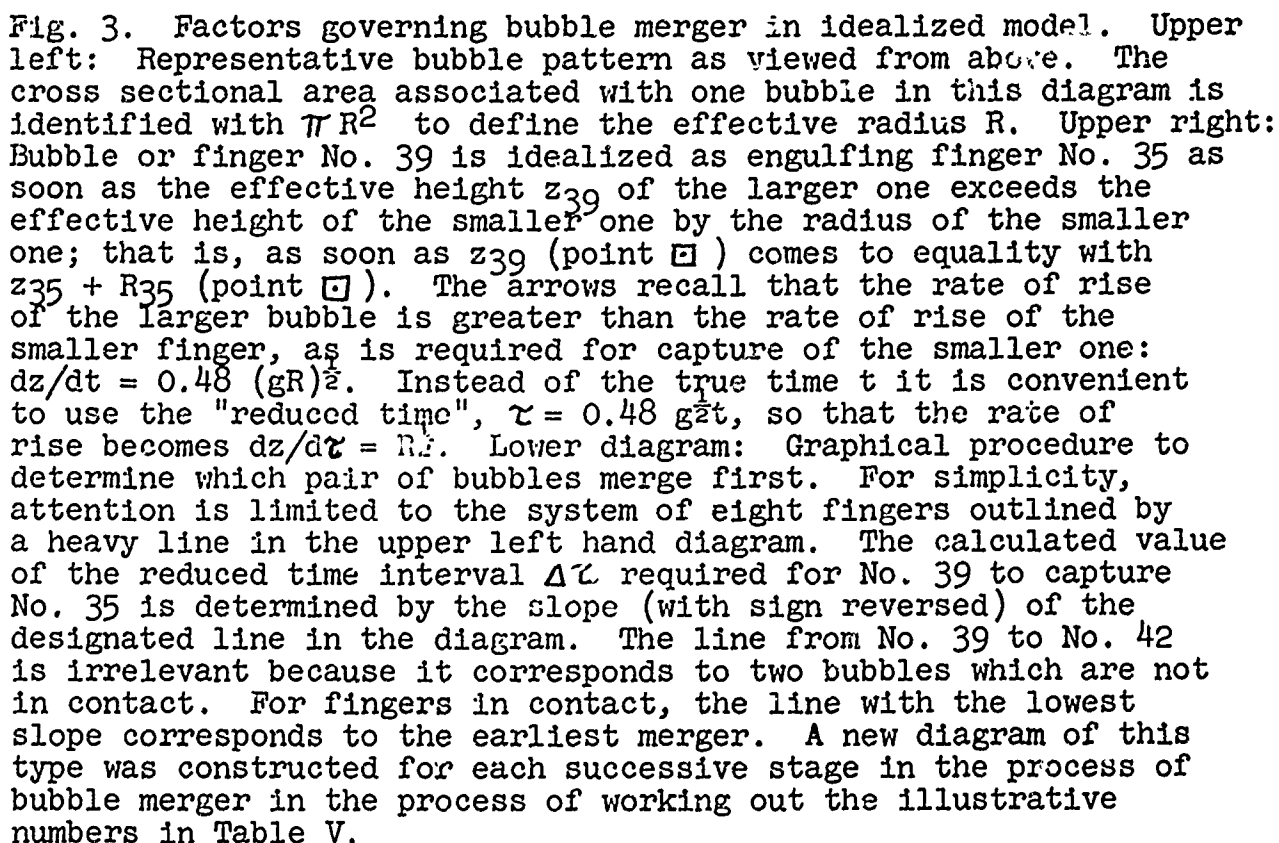 Fig. 3. Factors governing bubble merger in idealized model. Upper
left: Representative bubble pattern as viewed from above. The
cross sectional area associated with one bubble in this diagram is
identified with π R² to define the effective radius R. Upper right:
Bubble or finger No. 39 is idealized as engulfing finger No. 35 as
soon as the effective height z₃₉ of the larger one exceeds the
effective height of the smaller one by the radius of the smaller
one; that is, as soon as z₃₉ (point ⊡ ) comes to equality with
z₃₅ + R₃₅ (point ⊡ ). The arrows recall that the rate of rise
of the larger bubble is greater than the rate of rise of the
smaller finger, as is required for capture of the smaller one:
dz/dt = 0.48 (gR)^½. Instead of the true time t it is convenient
to use the "reduced time", τ = 0.48 g^½t, so that the rate of
rise becomes dz/dτ = Lower diagram: Graphical procedure to
determine which pair of bubbles merge first. For simplicity,
attention is limited to the system of eight fingers outlined by
a heavy line in the upper left hand diagram. The calculated value
of the reduced time interval Δτ required for No. 39 to capture
No. 35 is determined by the slope (with sign reversed) of the
designated line in the diagram. The line from No. 39 to No. 42
is irrelevant because it corresponds to two bubbles which are not
in contact. For fingers in contact, the line with the lowest
slope corresponds to the earliest merger. A new diagram of this
type was constructed for each successive stage in the process of
bubble merger in the process of working out the illustrative
numbers in Table V.